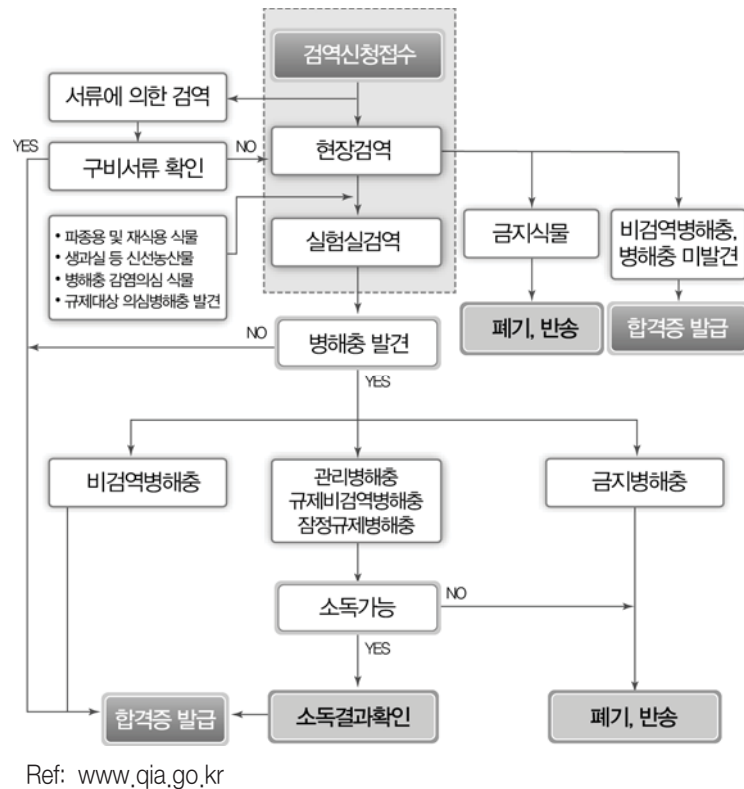 검역신청접수
서류에 의한 검역
YES
구비서류 확인
NO
현장검역
• 파종용 및 재식용 식물
• 생과실 등 신선농산물
• 병해충 감염의심 식물
• 규제대상 의심병해충 발견
실험실검역
금지식물
비검역병해충,
병해충 미발견
폐기, 반송
합격증 발급
NO
병해충 발견
YES
비검역병해충
관리병해충
규제비검역병해충
잠정규제병해충
금지병해충
소독가능
NO
YES
합격증 발급
소독결과확인
폐기, 반송
Ref: www.qia.go.kr